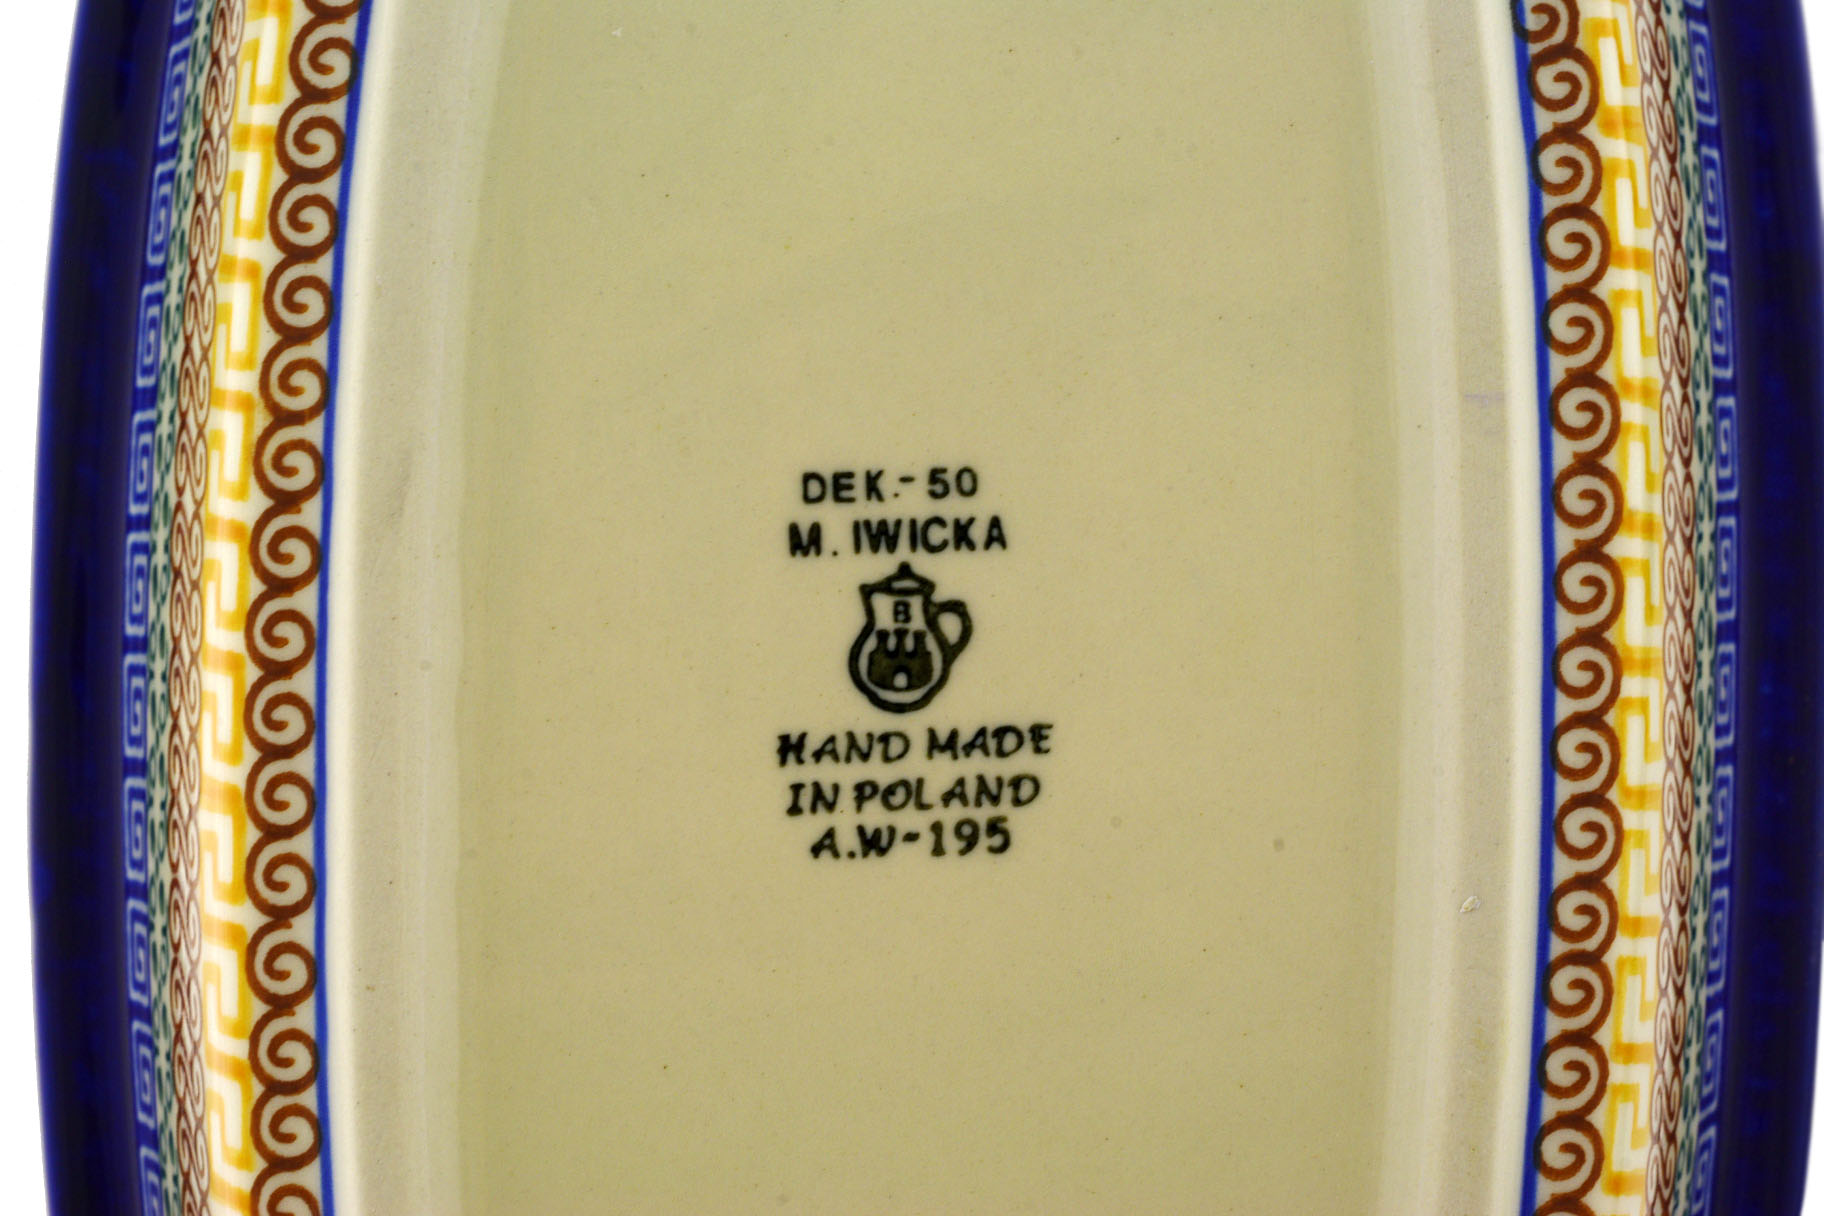 DEK.-50
M. IWICKA
B
HAND MADE
IN POLAND
A.W-195